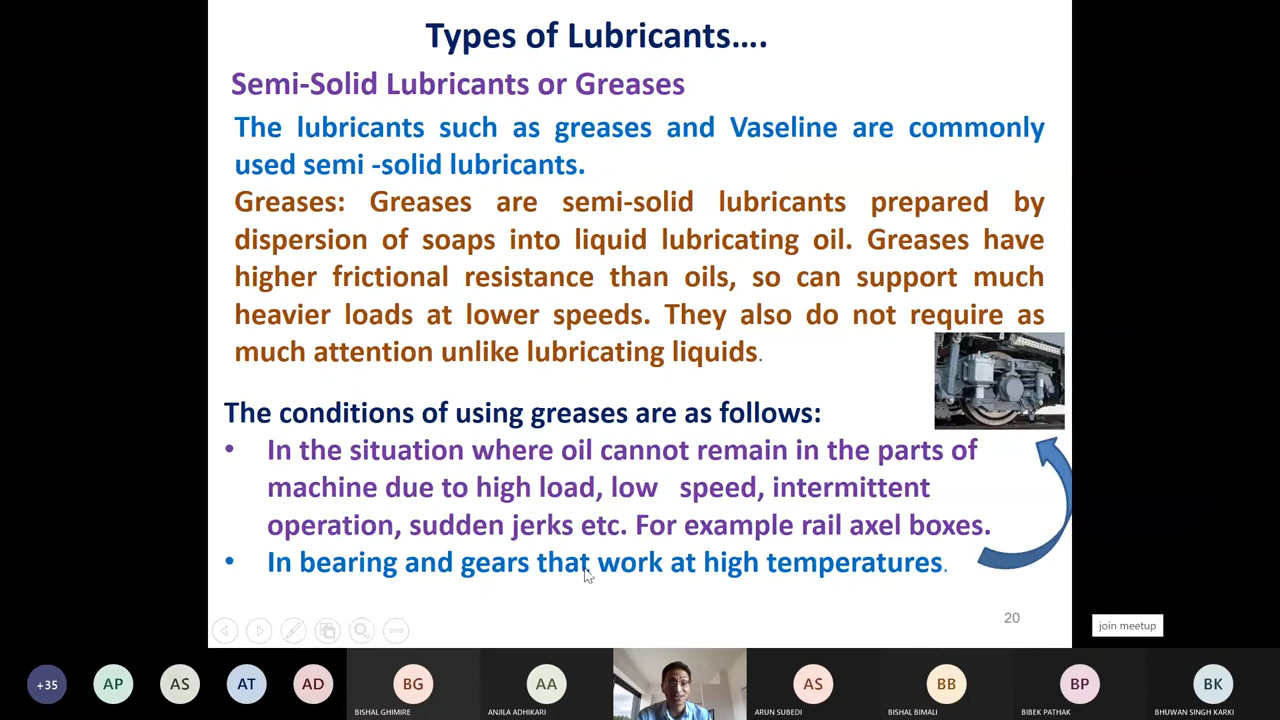 Types of Lubricants....
Semi-Solid Lubricants or Greases
The lubricants such as greases and Vaseline are commonly
used semi -solid lubricants.
Greases: Greases are semi-solid lubricants prepared by
dispersion of soaps into liquid lubricating oil. Greases have
higher frictional resistance than oils, so can support much
heavier loads at lower speeds. They also do not require as
much attention unlike lubricating liquids.
The conditions of using greases are as follows:
• In the situation where oil cannot remain in the parts of
machine due to high load, low speed, intermittent
operation, sudden jerks etc. For example rail axel boxes.
• In bearing and gears that work at high temperatures.
20
join meetup
+35 AP AS AT AD BG AA AS BB BP BK
BISHAL GHIMIRE ANJILA ADHIKARI ARUN SUBEDI BISHAL BIMALI BIBEK PATHAK BHUWAN SINGH KARKI